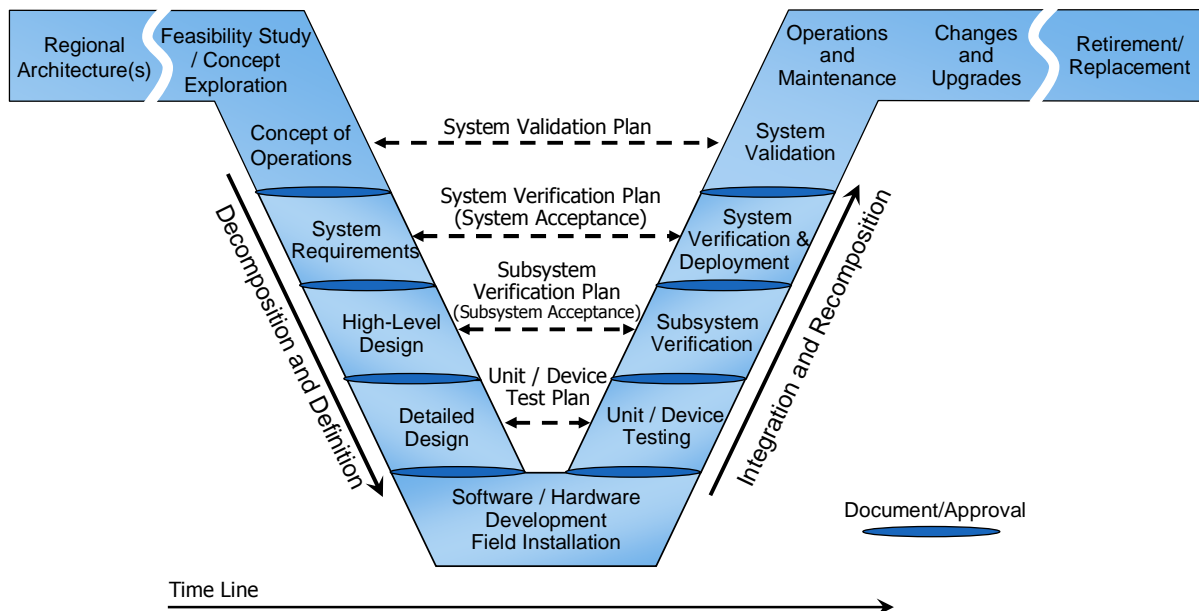 Regional
Architecture(s)
Feasibility Study
/ Concept
Exploration
Operations
and
Maintenance
Changes
and
Upgrades
Retirement/
Replacement
Concept of
Operations
System Validation Plan
System
Validation
System
Requirements
System Verification Plan
(System Acceptance)
System
Verification &
Deployment
High-Level
Design
Subsystem
Verification Plan
(Subsystem Acceptance)
Subsystem
Verification
Detailed
Design
Unit / Device
Test Plan
Unit / Device
Testing
Decomposition and Definition
Integration and Recomposition
Software / Hardware
Development
Field Installation
Document/Approval
Time Line